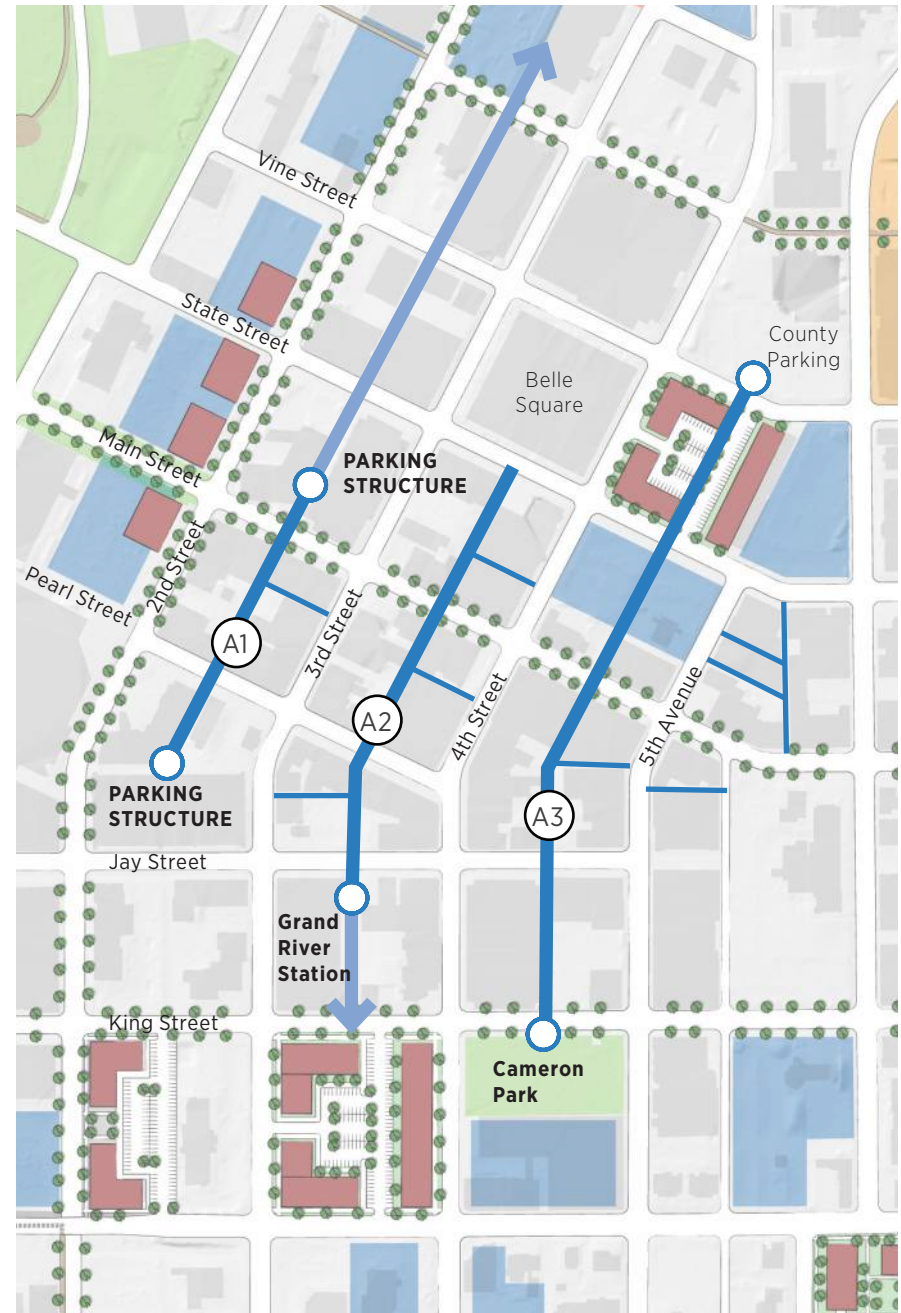 Vine Street
State Street
County
Parking
Belle
Square
Main Street
PARKING
STRUCTURE
Pearl Street
2nd Street
3rd Street
A1
A2
4th Street
5th Avenue
PARKING
STRUCTURE
A3
Jay Street
Grand
River
Station
King Street
Cameron
Park